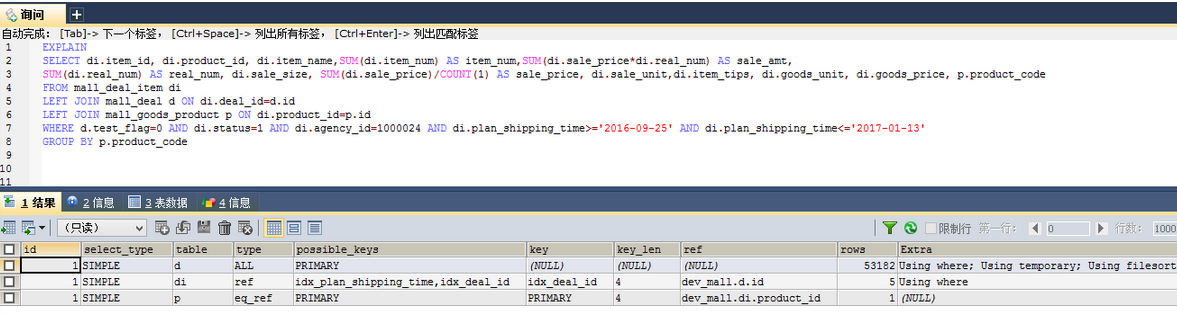 询问
自动完成: [Tab]-> 下一个标签, [Ctrl+Space]-> 列出所有标签, [Ctrl+Enter]-> 列出匹配标签
1 EXPLAIN
2 SELECT di.item_id, di.product_id, di.item_name,SUM(di.item_num) AS item_num,SUM(di.sale_price*di.real_num) AS sale_amt,
3 SUM(di.real_num) AS real_num, di.sale_size, SUM(di.sale_price)/COUNT(1) AS sale_price, di.sale_unit,di.item_tips, di.goods_unit, di.goods_price, p.product_code
4 FROM mall_deal_item di
5 LEFT JOIN mall_deal d ON di.deal_id=d.id
6 LEFT JOIN mall_goods_product p ON di.product_id=p.id
7 WHERE d.test_flag=0 AND di.status=1 AND di.agency_id=1000024 AND di.plan_shipping_time>='2016-09-25' AND di.plan_shipping_time<='2017-01-13'
8 GROUP BY p.product_code
9
10
11
1 结果 2 信息 3 表数据 4 信息
(只读) 限制行 第一行: 0 行数: 1000
id select_type table type possible_keys key key_len ref rows Extra
1 SIMPLE d ALL PRIMARY (NULL) (NULL) (NULL) 53182 Using where; Using temporary; Using filesort
1 SIMPLE di ref idx_plan_shipping_time,idx_deal_id idx_deal_id 4 dev_mall.d.id 5 Using where
1 SIMPLE p eq_ref PRIMARY PRIMARY 4 dev_mall.di.product_id 1 (NULL)